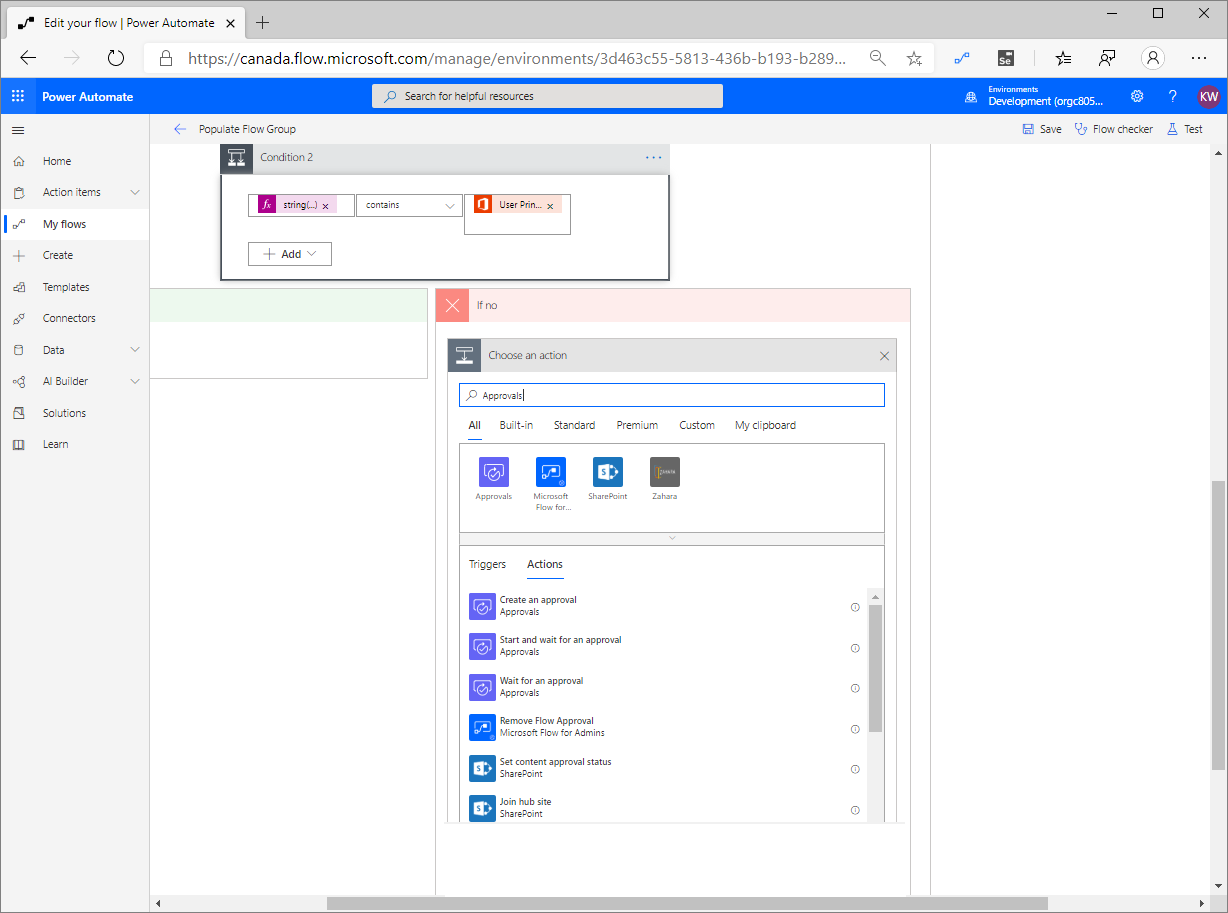 Edit your flow | Power Automate
https://canada.flow.microsoft.com/manage/environments/3d463c55-5813-436b-b193-b289...
Se
Power Automate
Search for helpful resources
Environments
Development (orgc805...
?
KW
Populate Flow Group
Save
Flow checker
Test
Home
Action items
My flows
Create
Templates
Connectors
Data
AI Builder
Solutions
Learn
Condition 2
...
fx
string(...) x
contains
User Prin... x
Add
If no
Choose an action
Approvals
All
Built-in
Standard
Premium
Custom
My clipboard
Approvals
Microsoft
Flow for...
SharePoint
Zahara
Triggers
Actions
Create an approval
Approvals
Start and wait for an approval
Approvals
Wait for an approval
Approvals
Remove Flow Approval
Microsoft Flow for Admins
Set content approval status
SharePoint
Join hub site
SharePoint